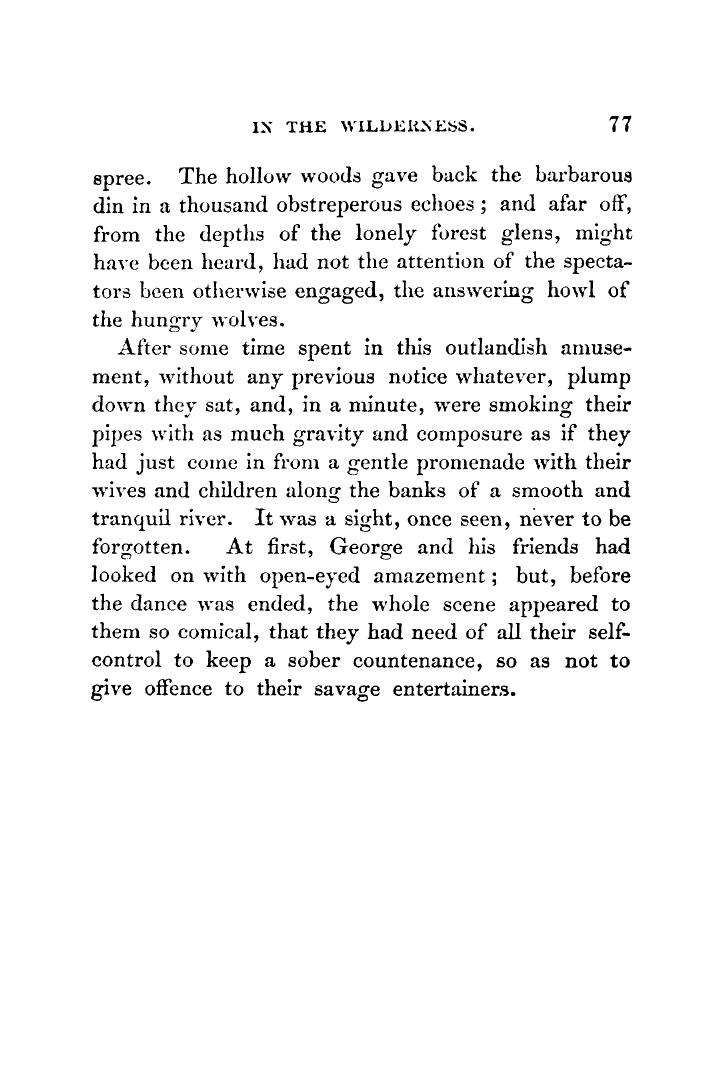 IN THE WILDERNESS. 77
spree. The hollow woods gave back the barbarous
din in a thousand obstreperous echoes ; and afar off,
from the depths of the lonely forest glens, might
have been heard, had not the attention of the specta-
tors been otherwise engaged, the answering howl of
the hungry wolves.
After some time spent in this outlandish amuse-
ment, without any previous notice whatever, plump
down they sat, and, in a minute, were smoking their
pipes with as much gravity and composure as if they
had just come in from a gentle promenade with their
wives and children along the banks of a smooth and
tranquil river. It was a sight, once seen, never to be
forgotten. At first, George and his friends had
looked on with open-eyed amazement ; but, before
the dance was ended, the whole scene appeared to
them so comical, that they had need of all their self-
control to keep a sober countenance, so as not to
give offence to their savage entertainers.